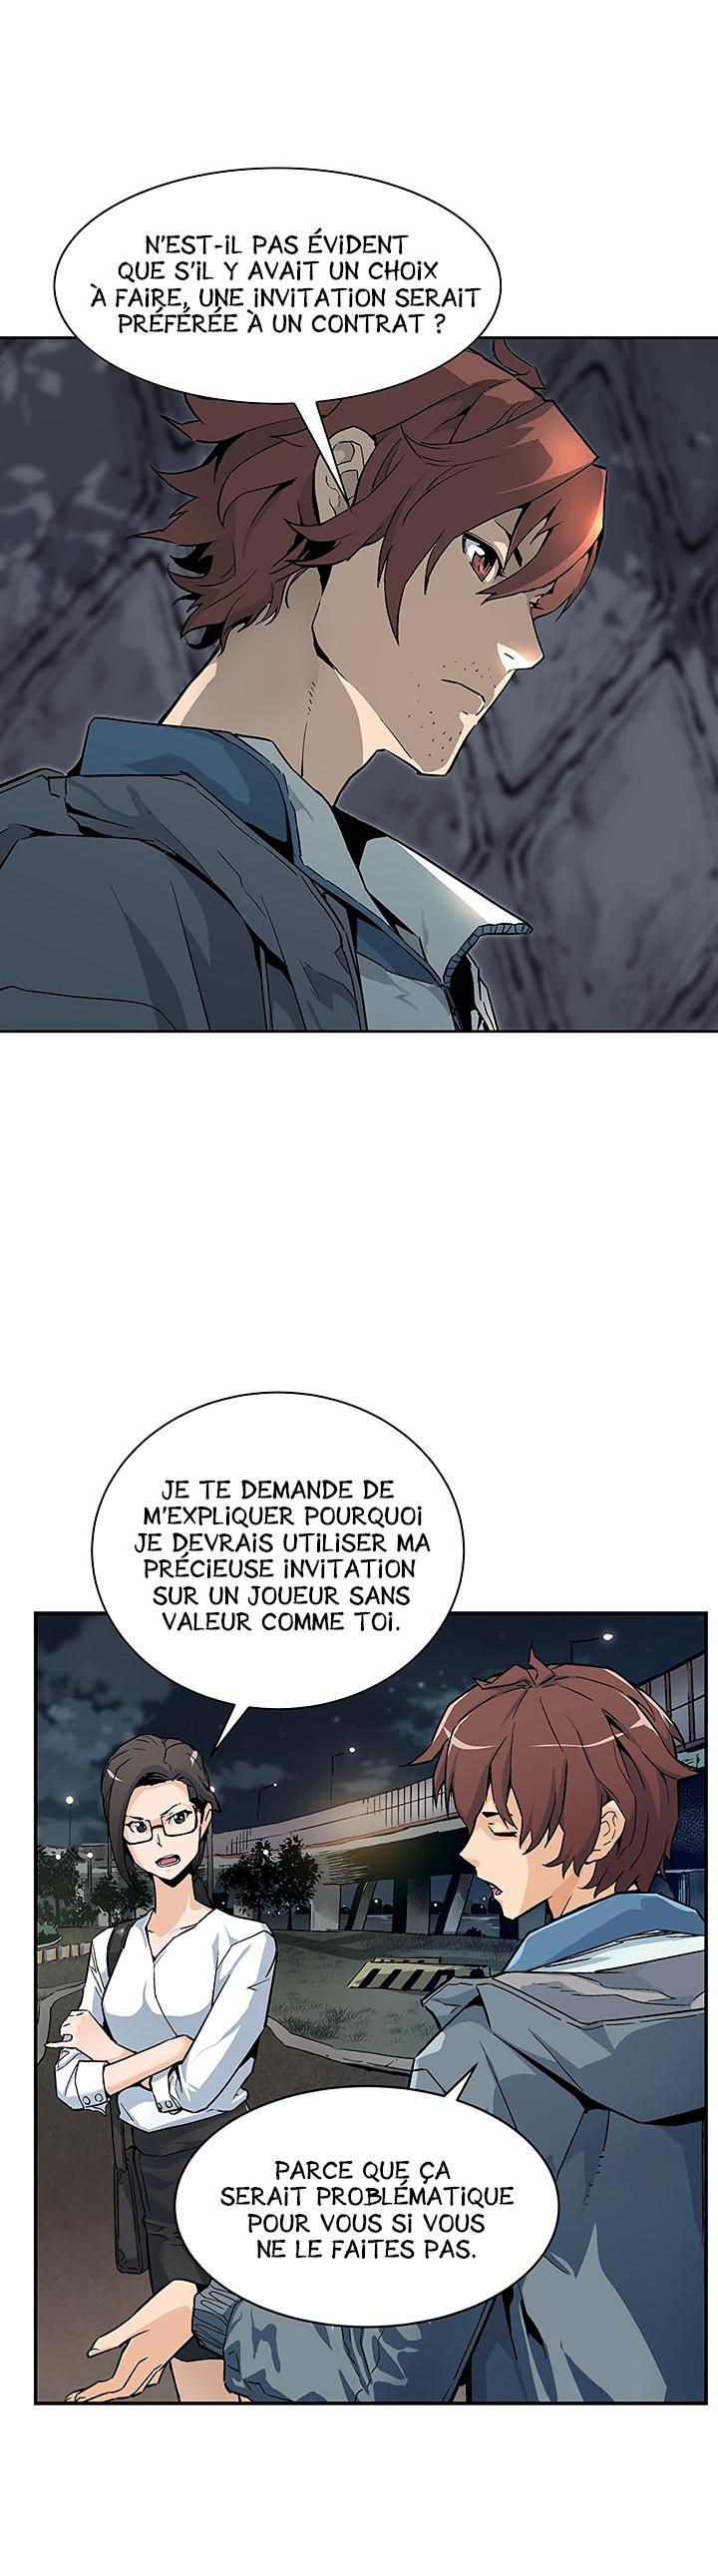 N'EST-IL PAS ÉVIDENT
QUE S'IL Y AVAIT UN CHOIX
À FAIRE, UNE INVITATION SERAIT
PRÉFÉRÉE À UN CONTRAT ?
JE TE DEMANDE DE
M'EXPLIQUER POURQUOI
JE DEVRAIS UTILISER MA
PRÉCIEUSE INVITATION
SUR UN JOUEUR SANS
VALEUR COMME TOI.
PARCE QUE ÇA
SERAIT PROBLÉMATIQUE
POUR VOUS SI VOUS
NE LE FAITES PAS.